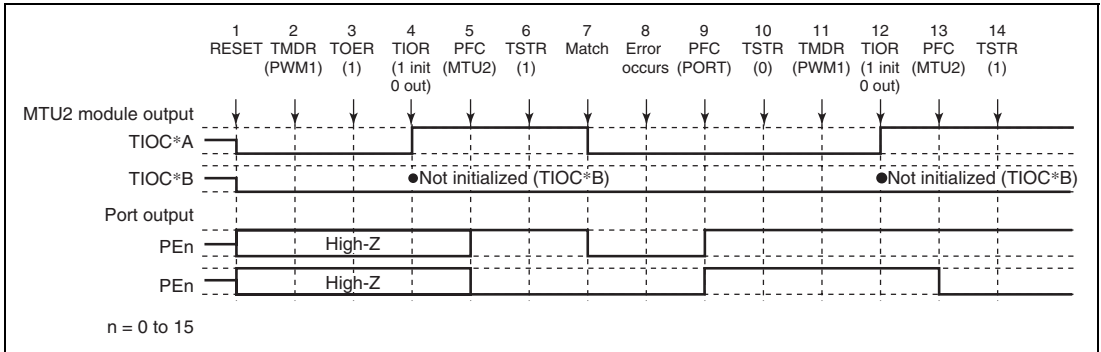 1 2 3 4 5 6 7 8 9 10 11 12 13 14
RESET TMDR TOER TIOR PFC TSTR Match Error PFC TSTR TMDR TIOR PFC TSTR
(PWM1) (1) (1 init (MTU2) (1) occurs (PORT) (0) (PWM1) (1 init (MTU2) (1)
0 out) 0 out)
MTU2 module output
TIOC*A
TIOC*B ●Not initialized (TIOC*B) ●Not initialized (TIOC*B)
Port output
PEn High-Z
PEn High-Z
n = 0 to 15